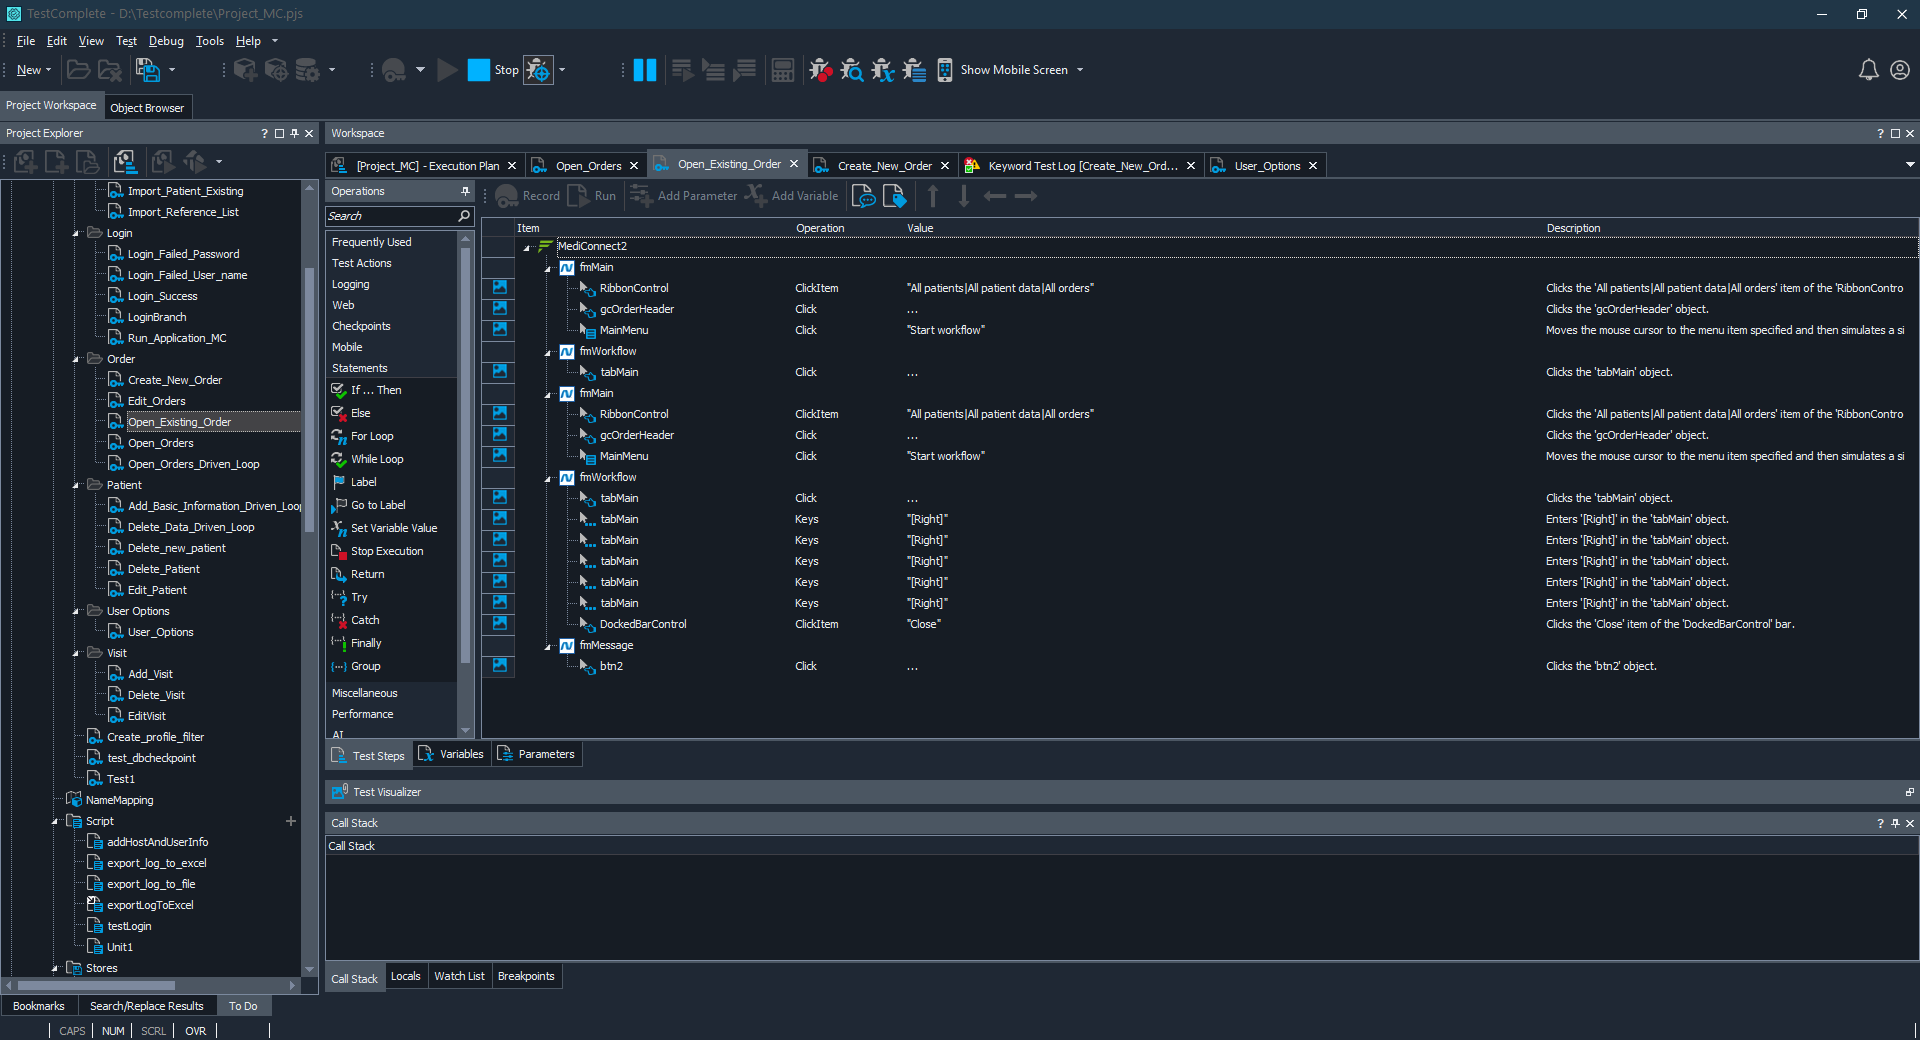 TestComplete - D:\Testcomplete\Project_MC.pjs
File Edit View Test Debug Tools Help
New Stop Show Mobile Screen
Project Workspace Object Browser
Project Explorer
Import_Patient_Existing
Import_Reference_List
Login
Login_Failed_Password
Login_Failed_User_name
Login_Success
LoginBranch
Run_Application_MC
Order
Create_New_Order
Edit_Orders
Open_Existing_Order
Open_Orders
Open_Orders_Driven_Loop
Patient
Add_Basic_Information_Driven_Loop
Delete_Data_Driven_Loop
Delete_new_patient
Delete_Patient
Edit_Patient
User Options
User_Options
Visit
Add_Visit
Delete_Visit
EditVisit
Create_profile_filter
test_dbcheckpoint
Test1
NameMapping
Script
addHostAndUserInfo
export_log_to_excel
export_log_to_file
exportLogToExcel
testLogin
Unit1
Stores
Bookmarks Search/Replace Results To Do
CAPS NUM SCRL OVR
Workspace
[Project_MC] - Execution Plan Open_Orders Open_Existing_Order Create_New_Order Keyword Test Log [Create_New_Ord... User_Options
Operations
Search
Frequently Used
Test Actions
Logging
Web
Checkpoints
Mobile
Statements
If ... Then
Else
For Loop
While Loop
Label
Go to Label
Set Variable Value
Stop Execution
Return
Try
Catch
Finally
Group
Miscellaneous
Performance
AI
Record Run Add Parameter Add Variable
Item Operation Value Description
MediConnect2
fmMain
RibbonControl ClickItem "All patients|All patient data|All orders" Clicks the 'All patients|All patient data|All orders' item of the 'RibbonContro
gcOrderHeader Click ... Clicks the 'gcOrderHeader' object.
MainMenu Click "Start workflow" Moves the mouse cursor to the menu item specified and then simulates a si
fmWorkflow
tabMain Click ... Clicks the 'tabMain' object.
fmMain
RibbonControl ClickItem "All patients|All patient data|All orders" Clicks the 'All patients|All patient data|All orders' item of the 'RibbonContro
gcOrderHeader Click ... Clicks the 'gcOrderHeader' object.
MainMenu Click "Start workflow" Moves the mouse cursor to the menu item specified and then simulates a si
fmWorkflow
tabMain Click ... Clicks the 'tabMain' object.
tabMain Keys "[Right]" Enters '[Right]' in the 'tabMain' object.
tabMain Keys "[Right]" Enters '[Right]' in the 'tabMain' object.
tabMain Keys "[Right]" Enters '[Right]' in the 'tabMain' object.
tabMain Keys "[Right]" Enters '[Right]' in the 'tabMain' object.
tabMain Keys "[Right]" Enters '[Right]' in the 'tabMain' object.
DockedBarControl ClickItem "Close" Clicks the 'Close' item of the 'DockedBarControl' bar.
fmMessage
btn2 Click ... Clicks the 'btn2' object.
Test Steps Variables Parameters
Test Visualizer
Call Stack
Call Stack
Call Stack Locals Watch List Breakpoints